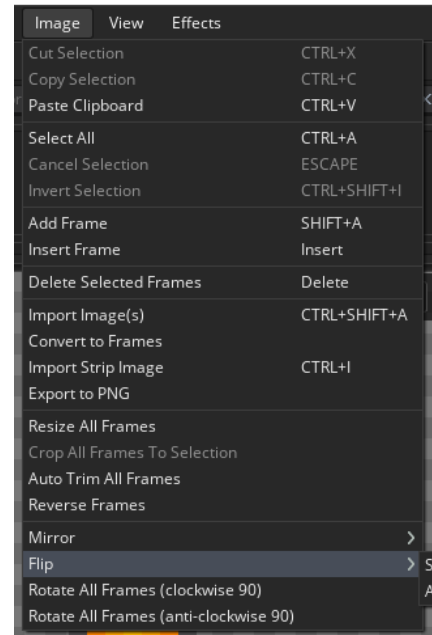 Image View Effects
Cut Selection CTRL+X
Copy Selection CTRL+C
Paste Clipboard CTRL+V
Select All CTRL+A
Cancel Selection ESCAPE
Invert Selection CTRL+SHIFT+I
Add Frame SHIFT+A
Insert Frame Insert
Delete Selected Frames Delete
Import Image(s) CTRL+SHIFT+A
Convert to Frames
Import Strip Image CTRL+I
Export to PNG
Resize All Frames
Crop All Frames To Selection
Auto Trim All Frames
Reverse Frames
Mirror
Flip
Rotate All Frames (clockwise 90)
Rotate All Frames (anti-clockwise 90)